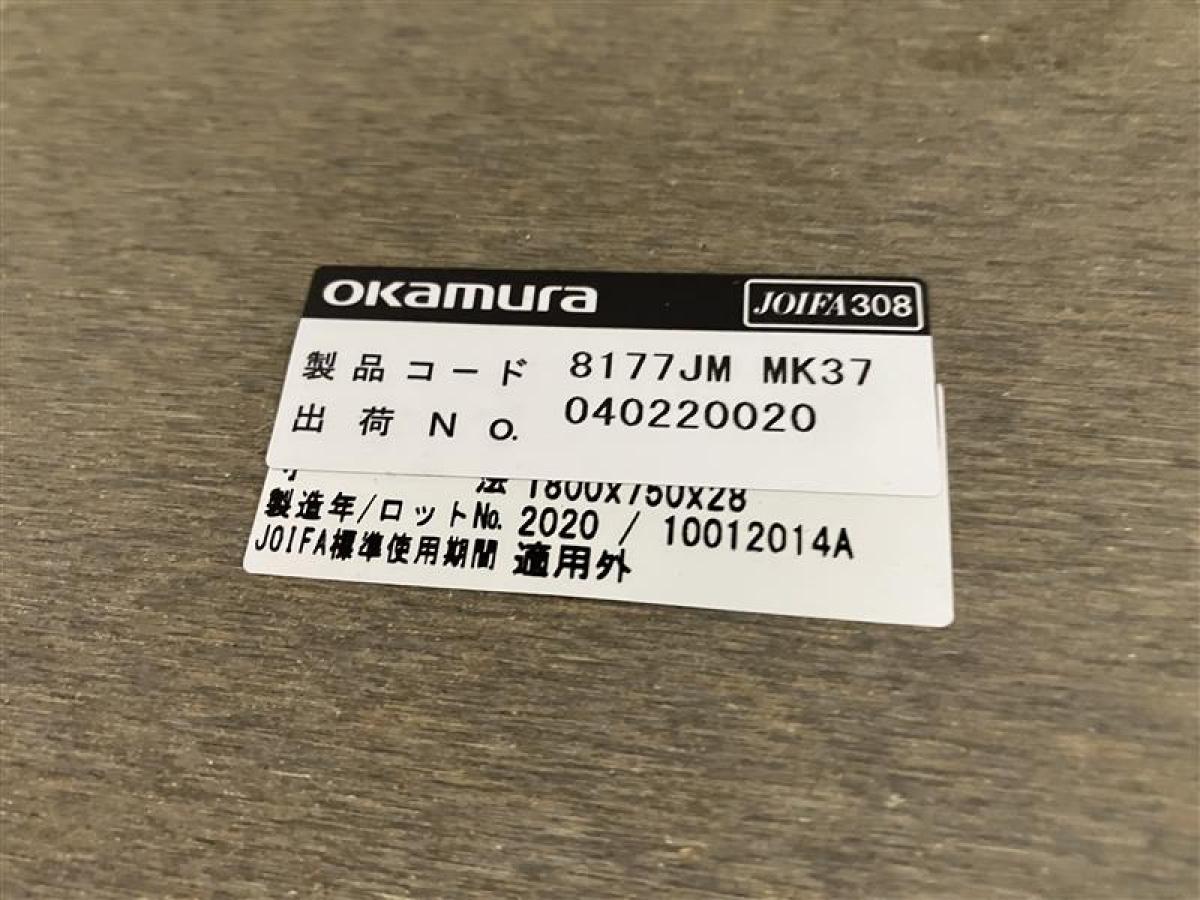 okamura JOIFA308
製品コード 8177JM MK37
出荷No. 040220020
法 1800x750x28
製造年/ロットNo. 2020 / 10012014A
JOIFA標準使用期間 適用外